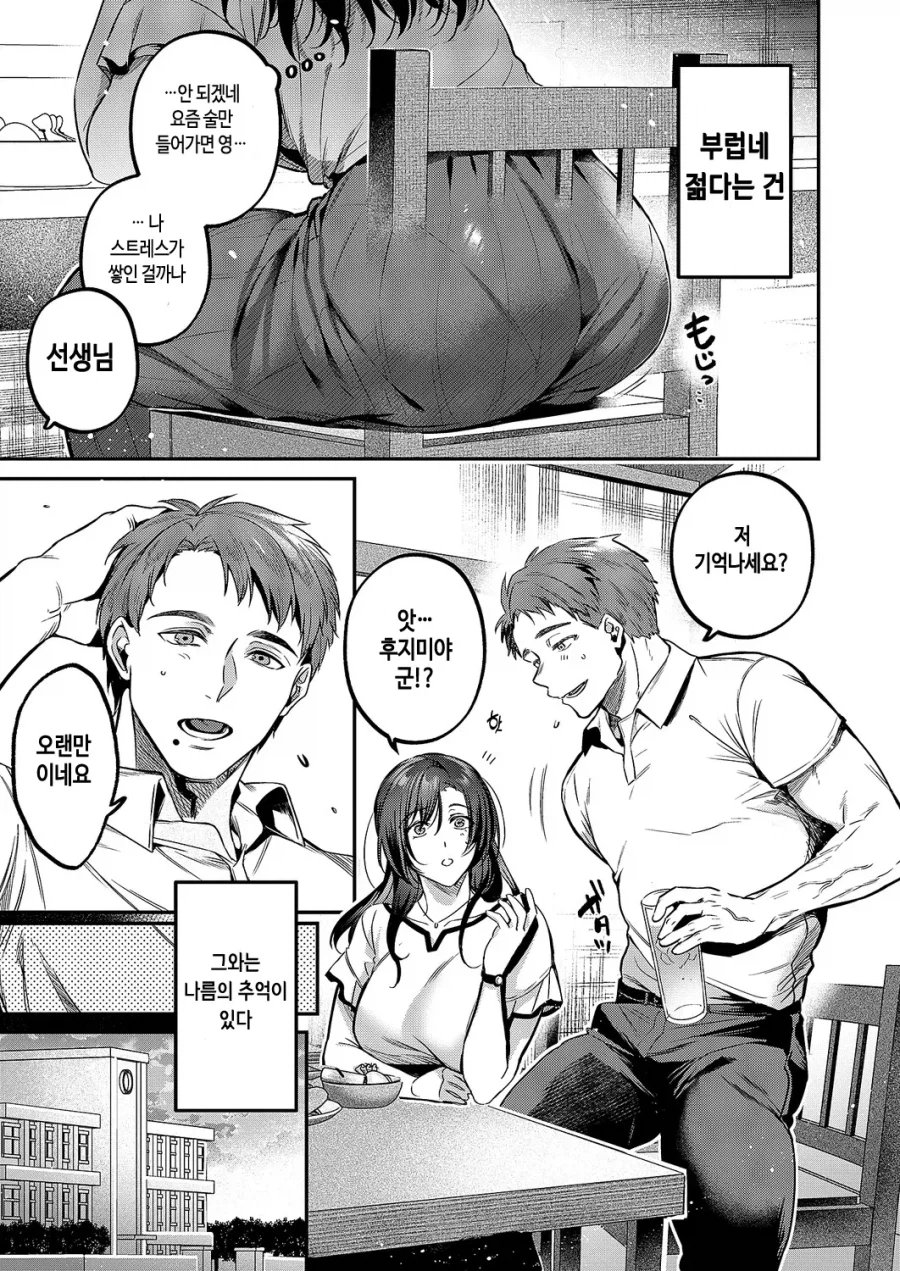 부럽네
젊다는 건
…안 되겠네
요즘 술만
들어가면 영…
… 나
스트레스가
쌓인 걸까나
もじっ
선생님
저
기억나세요?
앗…
후지미야
군!?
오랜만
이네요
그와는
나름의 추억이
있다